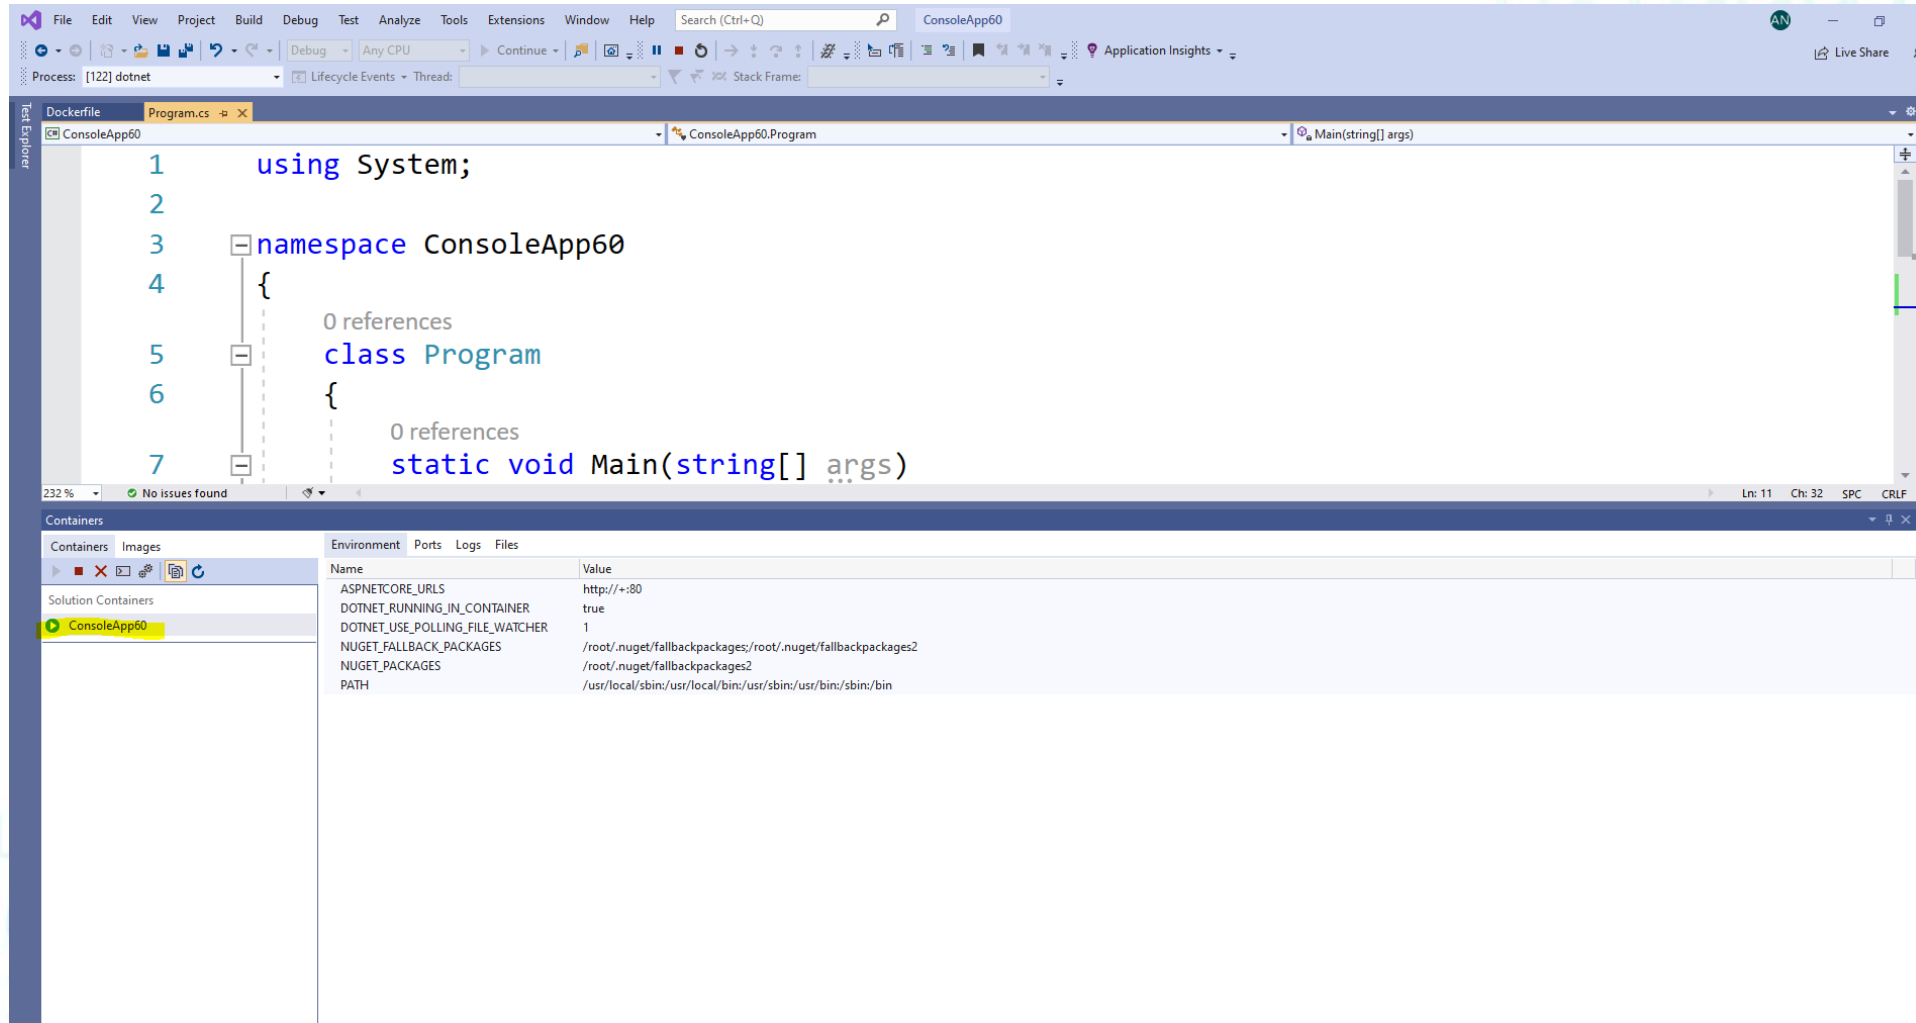 File Edit View Project Build Debug Test Analyze Tools Extensions Window Help Search (Ctrl+Q) ConsoleApp60 AN
Debug Any CPU Continue Application Insights Live Share
Process: [122] dotnet Lifecycle Events Thread: Stack Frame:
Test Explorer
Dockerfile Program.cs
C# ConsoleApp60 ConsoleApp60.Program Main(string[] args)
1 using System;
2
3 namespace ConsoleApp60
4 {
0 references
5 class Program
6 {
0 references
7 static void Main(string[] args)
232 % No issues found Ln: 11 Ch: 32 SPC CRLF
Containers
Containers Images
Environment Ports Logs Files
Solution Containers
ConsoleApp60
Name Value
ASPNETCORE_URLS http://+:80
DOTNET_RUNNING_IN_CONTAINER true
DOTNET_USE_POLLING_FILE_WATCHER 1
NUGET_FALLBACK_PACKAGES /root/.nuget/fallbackpackages;/root/.nuget/fallbackpackages2
NUGET_PACKAGES /root/.nuget/fallbackpackages2
PATH /usr/local/sbin:/usr/local/bin:/usr/sbin:/usr/bin:/sbin:/bin